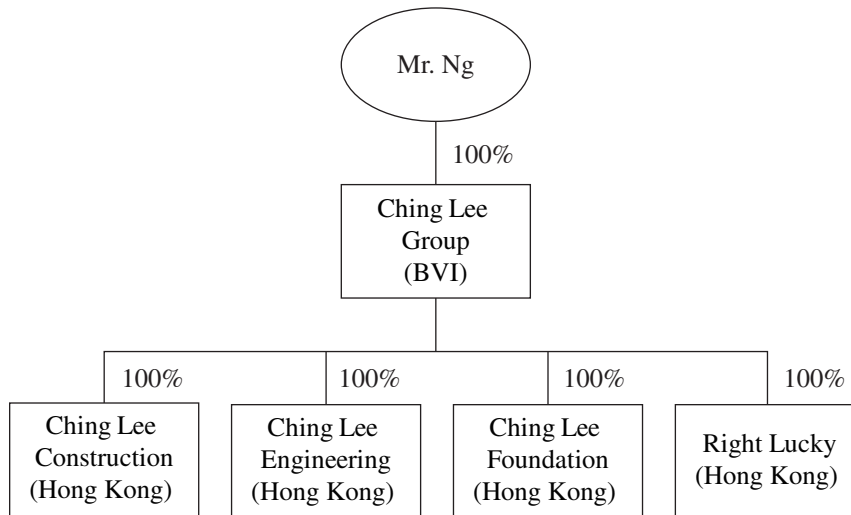 Mr. Ng
100%
Ching Lee
Group
(BVI)
100%
100%
100%
100%
Ching Lee
Construction
(Hong Kong)
Ching Lee
Engineering
(Hong Kong)
Ching Lee
Foundation
(Hong Kong)
Right Lucky
(Hong Kong)